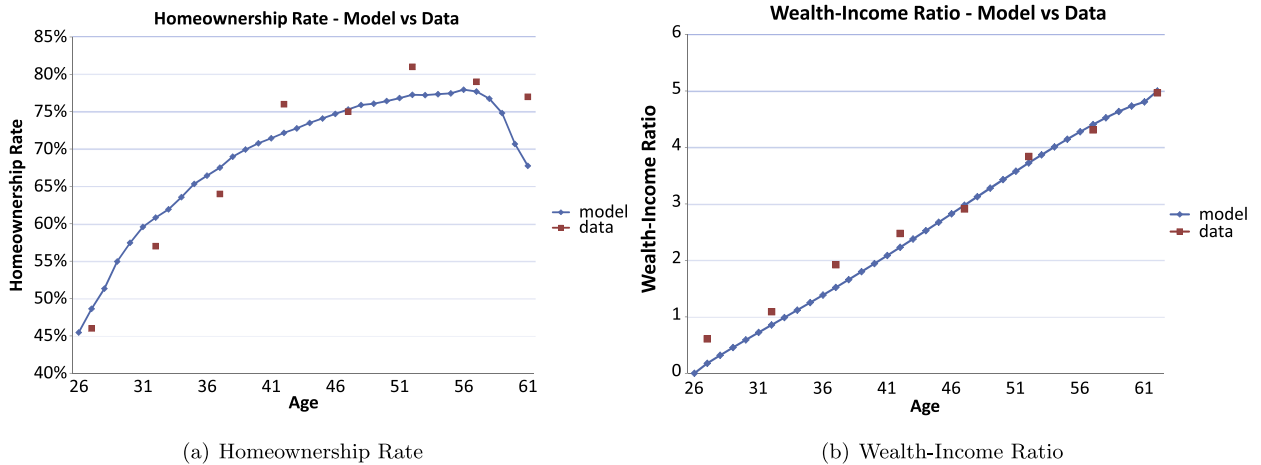 Homeownership Rate - Model vs Data
85%
80%
75%
70%
65%
60%
55%
50%
45%
40%
Homeownership Rate
26 31 36 41 46 51 56 61
Age
model
data
(a) Homeownership Rate
Wealth-Income Ratio - Model vs Data
6
5
4
3
2
1
0
Wealth-Income Ratio
26 31 36 41 46 51 56 61
Age
model
data
(b) Wealth-Income Ratio